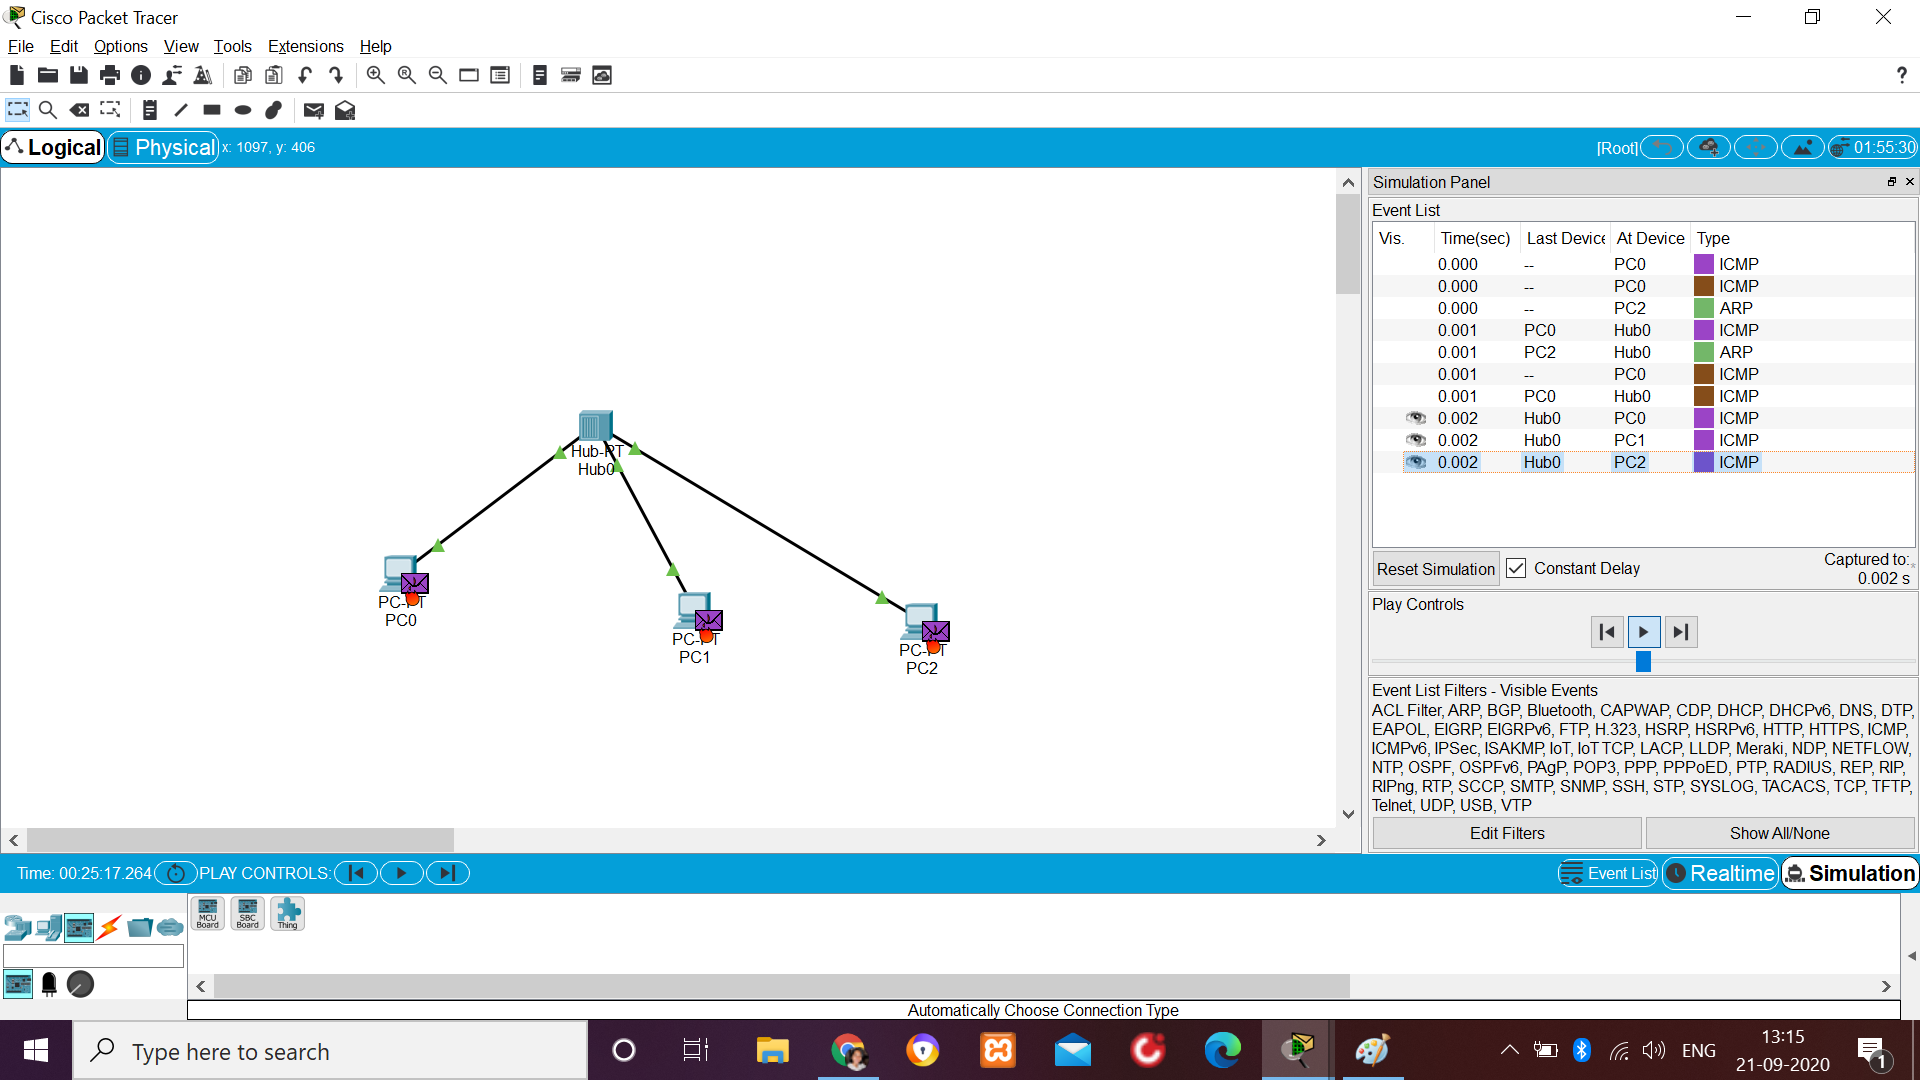 Cisco Packet Tracer
File Edit Options View Tools Extensions Help
?
Logical Physical x: 1097, y: 406 [Root] 01:55:30
Hub-PT
Hub0
PC-PT
PC0
PC-PT
PC1
PC-PT
PC2
Simulation Panel
Event List
Vis. Time(sec) Last Device At Device Type
0.000 -- PC0 ICMP
0.000 -- PC0 ICMP
0.000 -- PC2 ARP
0.001 PC0 Hub0 ICMP
0.001 PC2 Hub0 ARP
0.001 -- PC0 ICMP
0.001 PC0 Hub0 ICMP
0.002 Hub0 PC0 ICMP
0.002 Hub0 PC1 ICMP
0.002 Hub0 PC2 ICMP
Reset Simulation Constant Delay Captured to:
0.002 s
Play Controls
Event List Filters - Visible Events
ACL Filter, ARP, BGP, Bluetooth, CAPWAP, CDP, DHCP, DHCPv6, DNS, DTP,
EAPOL, EIGRP, EIGRPv6, FTP, H.323, HSRP, HSRPv6, HTTP, HTTPS, ICMP,
ICMPv6, IPSec, ISAKMP, IoT, IoT TCP, LACP, LLDP, Meraki, NDP, NETFLOW,
NTP, OSPF, OSPFv6, PAgP, POP3, PPP, PPPoED, PTP, RADIUS, REP, RIP,
RIPng, RTP, SCCP, SMTP, SNMP, SSH, STP, SYSLOG, TACACS, TCP, TFTP,
Telnet, UDP, USB, VTP
Edit Filters Show All/None
Time: 00:25:17.264 PLAY CONTROLS: Event List Realtime Simulation
MCU Board SBC Board Thing
Automatically Choose Connection Type
Type here to search
ENG
13:15
21-09-2020
1